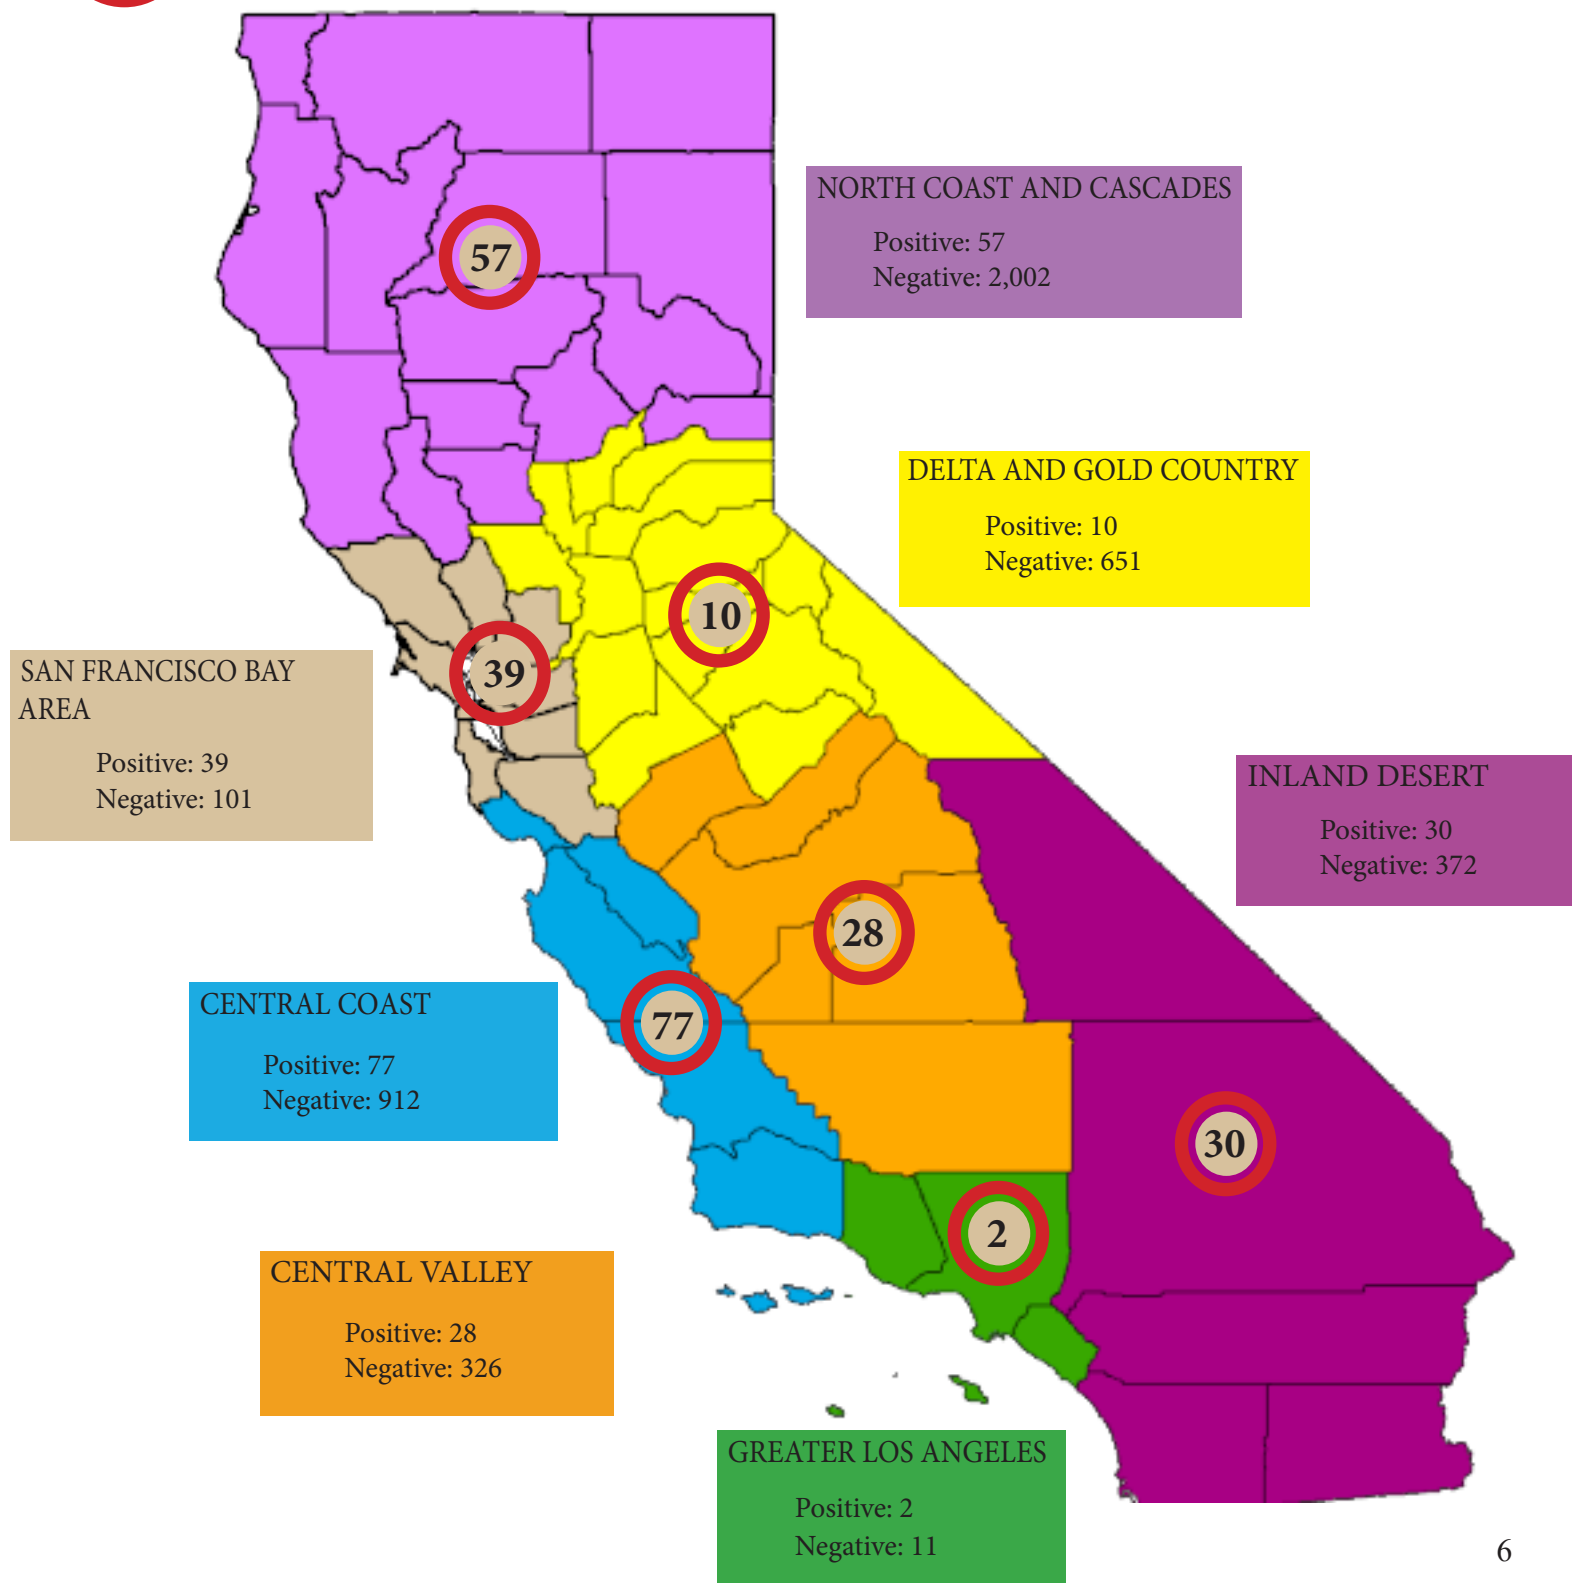 NORTH COAST AND CASCADES
Positive: 57
Negative: 2,002
57
DELTA AND GOLD COUNTRY
Positive: 10
Negative: 651
10
SAN FRANCISCO BAY
AREA
Positive: 39
Negative: 101
39
INLAND DESERT
Positive: 30
Negative: 372
28
CENTRAL COAST
Positive: 77
Negative: 912
77
30
2
CENTRAL VALLEY
Positive: 28
Negative: 326
GREATER LOS ANGELES
Positive: 2
Negative: 11
6